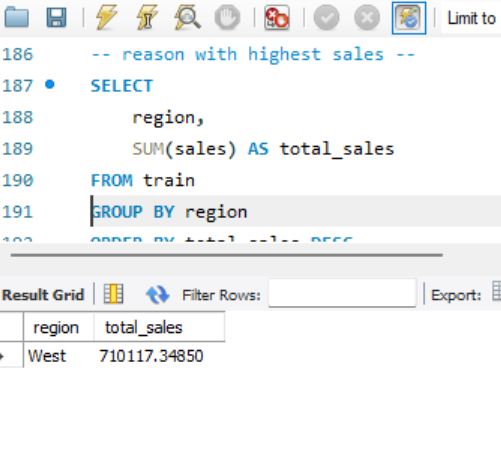 Limit to
186 -- reason with highest sales --
187 SELECT
188 region,
189 SUM(sales) AS total_sales
190 FROM train
191 GROUP BY region
192 ORDER BY total_sales DESC
Result Grid Filter Rows: Export:
region total_sales
West 710117.34850